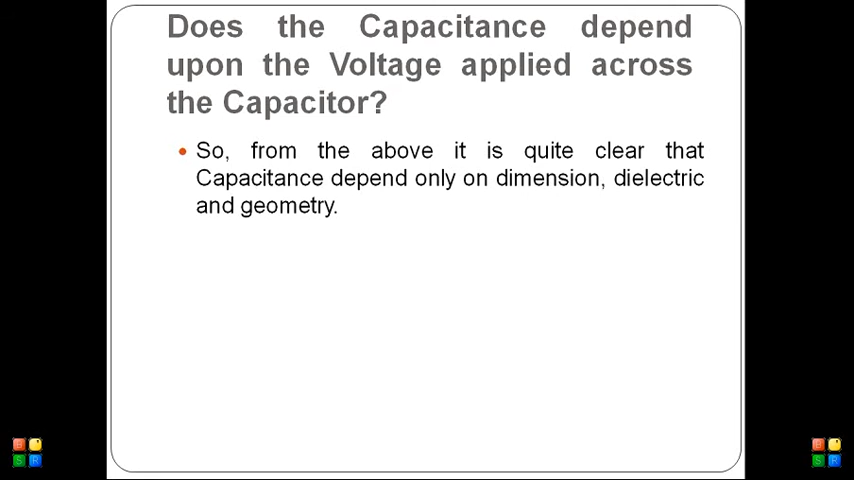 Does the Capacitance depend
upon the Voltage applied across
the Capacitor?
So, from the above it is quite clear that
Capacitance depend only on dimension, dielectric
and geometry.